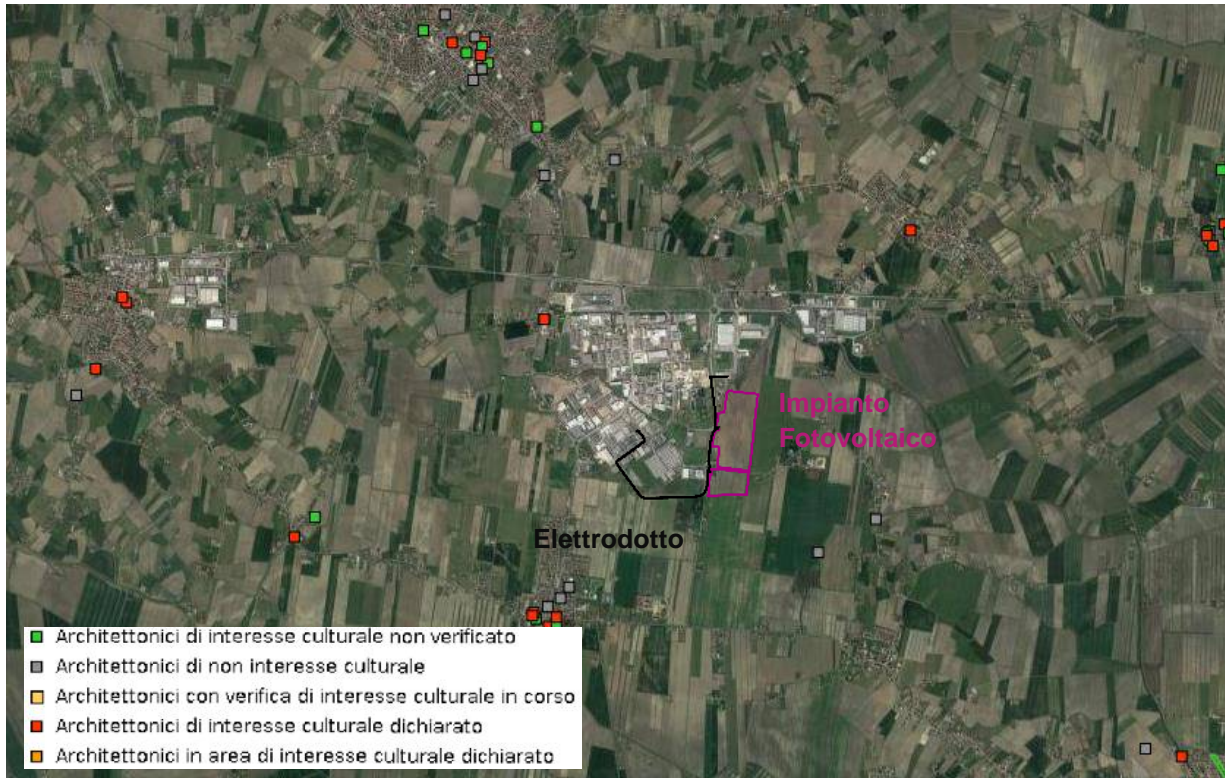 Impianto
Fotovoltaico
Elettrodotto
Architettonici di interesse culturale non verificato
Architettonici di non interesse culturale
Architettonici con verifica di interesse culturale in corso
Architettonici di interesse culturale dichiarato
Architettonici in area di interesse culturale dichiarato